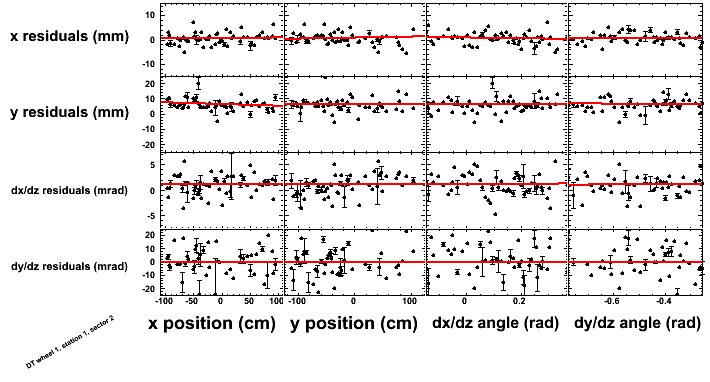 x residuals (mm)
10
0
-10
y residuals (mm)
20
10
0
-10
-20
dx/dz residuals (mrad)
5
0
-5
dy/dz residuals (mrad)
20
10
0
-10
-20
-100 -50 0 50 100 -100 0 100 0 0.2 -0.6 -0.4
x position (cm) y position (cm) dx/dz angle (rad) dy/dz angle (rad)
DT wheel 1, station 1, sector 2